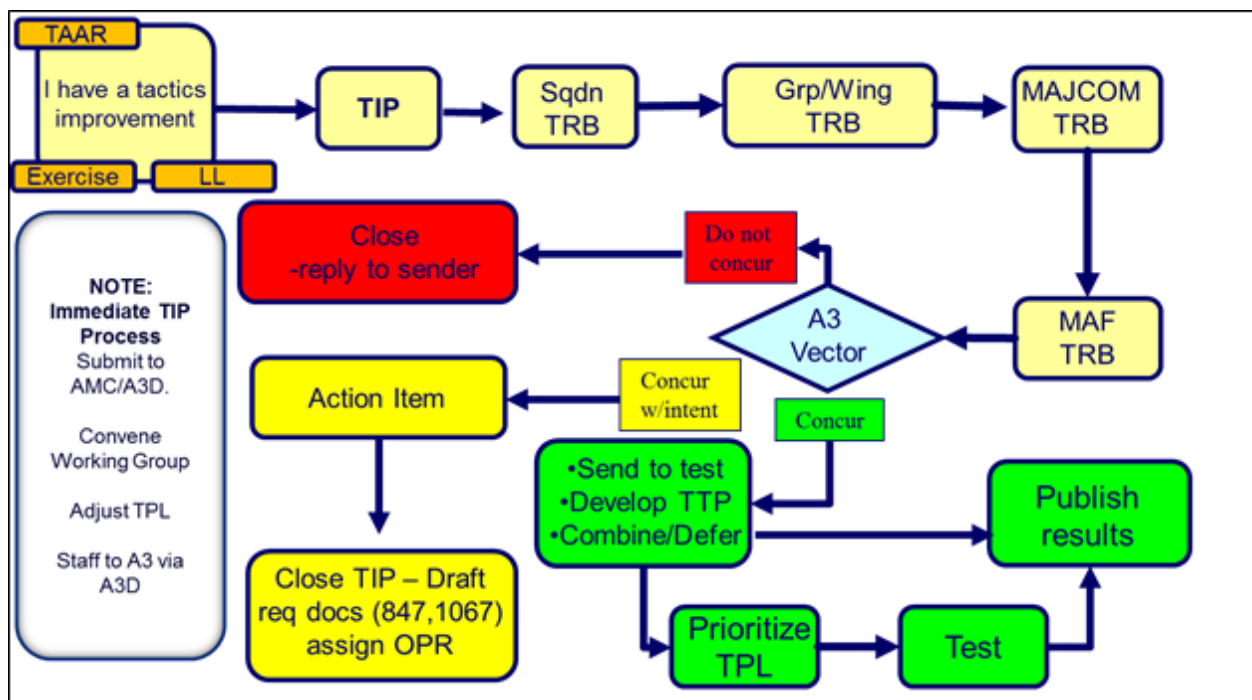 TAAR
I have a tactics
improvement
Exercise
LL
TIP
Sqdn
TRB
Grp/Wing
TRB
MAJCOM
TRB
MAF
TRB
A3
Vector
Do not
concur
Close
-reply to sender
Concur
w/intent
Action Item
Close TIP – Draft
req docs (847,1067)
assign OPR
Concur
•Send to test
•Develop TTP
•Combine/Defer
Prioritize
TPL
Test
Publish
results
NOTE:
Immediate TIP
Process
Submit to
AMC/A3D.
Convene
Working Group
Adjust TPL
Staff to A3 via
A3D